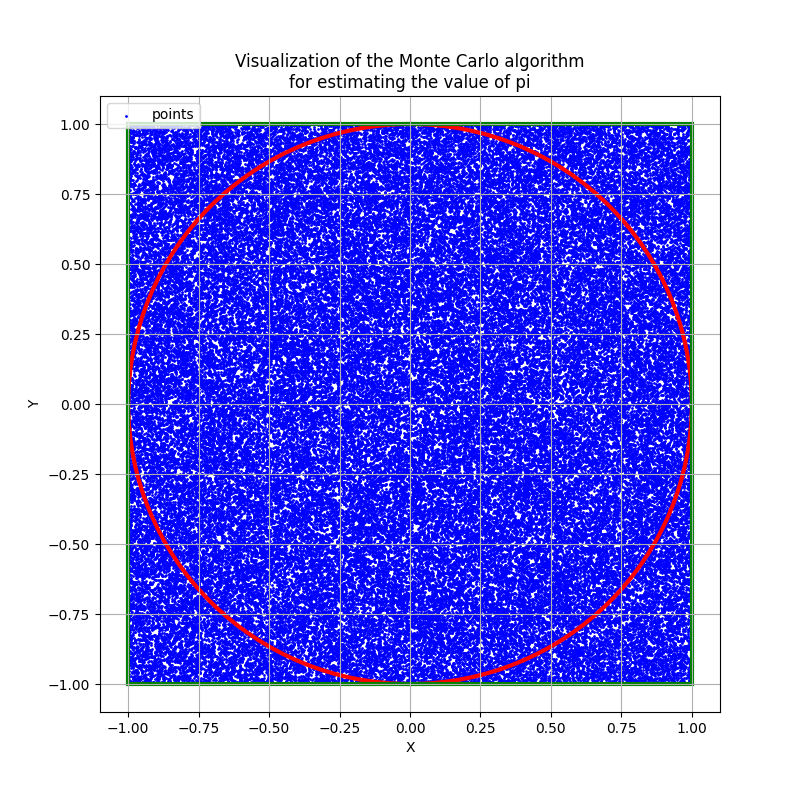 Visualization of the Monte Carlo algorithm
for estimating the value of pi
points
1.00
0.75
0.50
0.25
0.00
−0.25
−0.50
−0.75
−1.00
Y
−1.00 −0.75 −0.50 −0.25 0.00 0.25 0.50 0.75 1.00
X